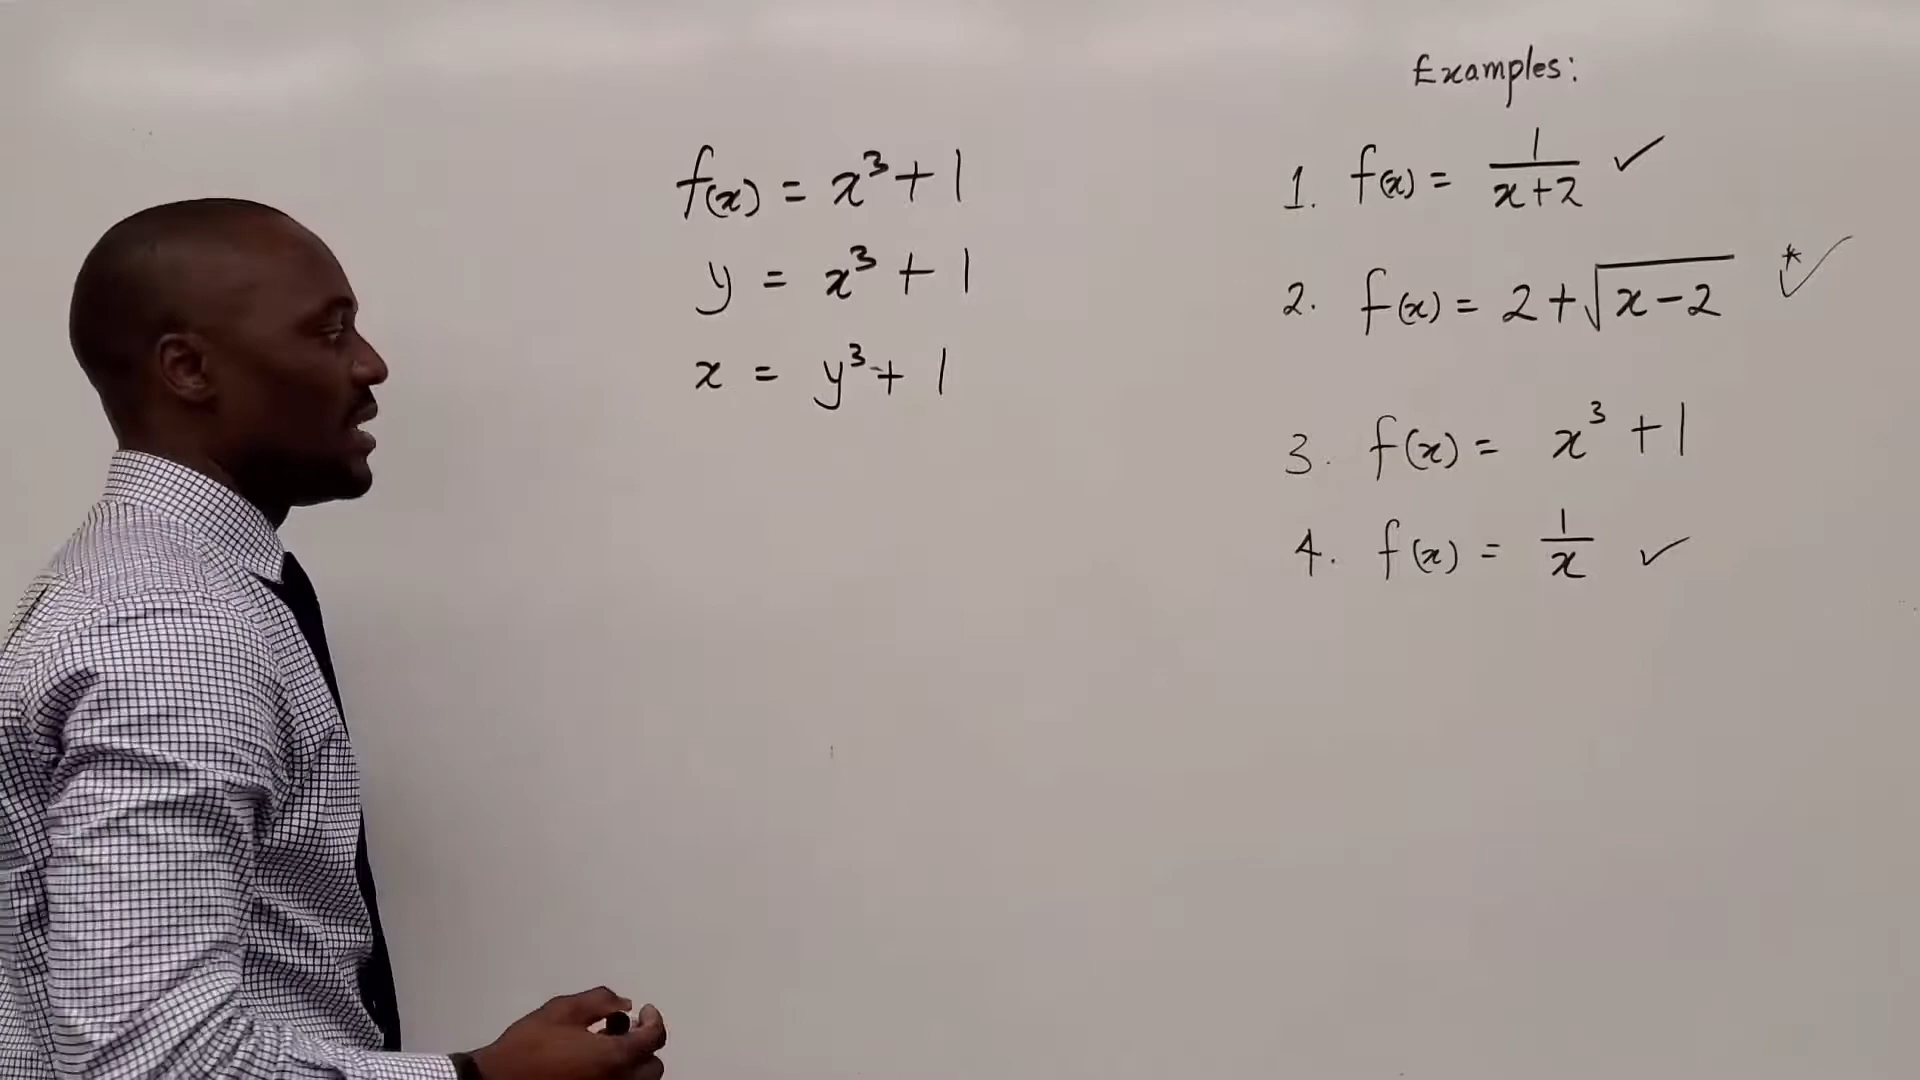 f(x) = x³ + 1
y = x³ + 1
x = y³ + 1
Examples:
1. f(x) = 1/(x+2) ✓
2. f(x) = 2 + √(x-2) *✓
3. f(x) = x³ + 1
4. f(x) = 1/x ✓